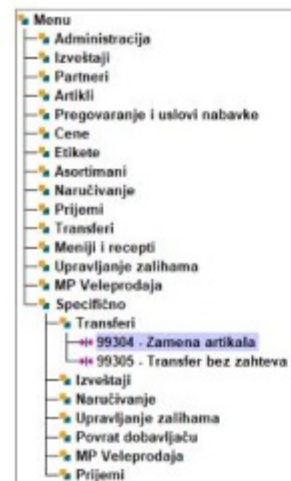 Menu
Administracija
Izveštaji
Partneri
Artikli
Pregovaranje i uslovi nabavke
Cene
Etikete
Asortimani
Naručivanje
Prijemi
Transferi
Meniji i recepti
Upravljanje zalihama
MP Veleprodaja
Specifično
Transferi
99304 - Zamena artikala
99305 - Transfer bez zahteva
Izveštaji
Naručivanje
Upravljanje zalihama
Povrat dobavljaču
MP Veleprodaja
Prijemi